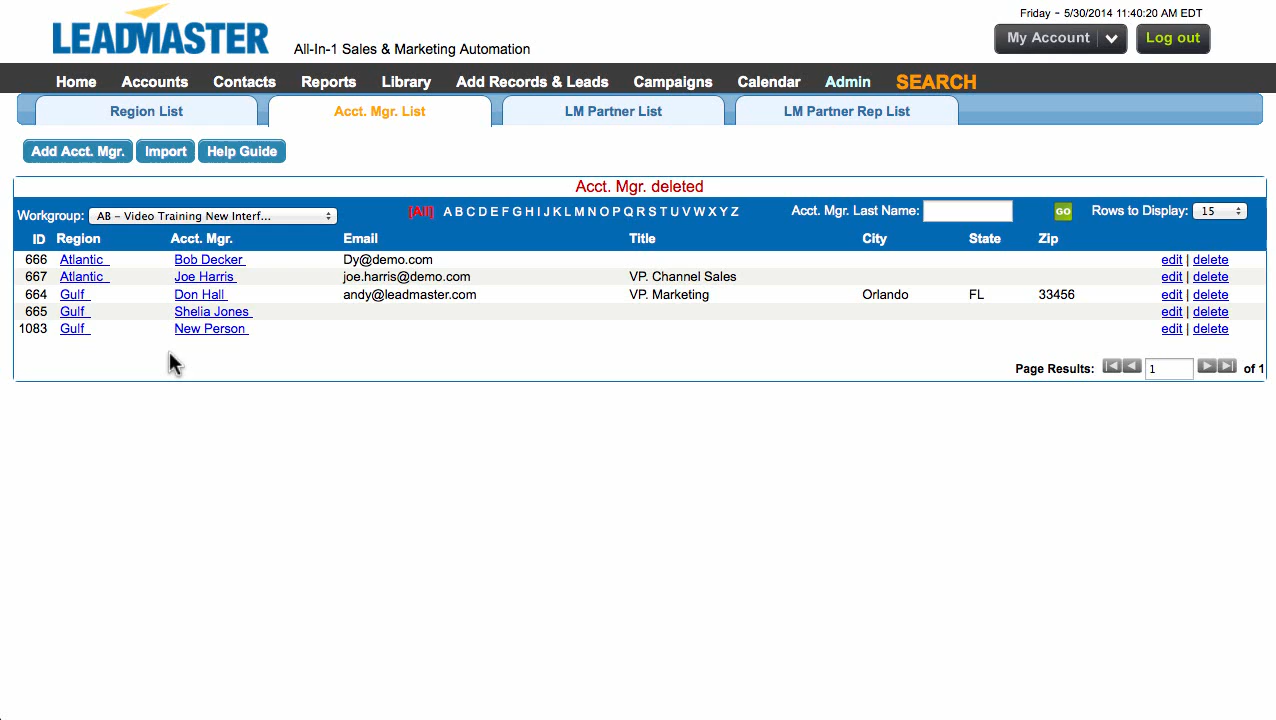 Friday - 5/30/2014 11:40:20 AM EDT
LEADMASTER All-In-1 Sales & Marketing Automation
My Account Log out
Home Accounts Contacts Reports Library Add Records & Leads Campaigns Calendar Admin SEARCH
Region List Acct. Mgr. List LM Partner List LM Partner Rep List
Add Acct. Mgr. Import Help Guide
Acct. Mgr. deleted
Workgroup: AB - Video Training New Interf... [All] A B C D E F G H I J K L M N O P Q R S T U V W X Y Z Acct. Mgr. Last Name: GO Rows to Display: 15
ID Region Acct. Mgr. Email Title City State Zip
666 Atlantic Bob Decker Dy@demo.com edit | delete
667 Atlantic Joe Harris joe.harris@demo.com VP. Channel Sales edit | delete
664 Gulf Don Hall andy@leadmaster.com VP. Marketing Orlando FL 33456 edit | delete
665 Gulf Shelia Jones edit | delete
1083 Gulf New Person edit | delete
Page Results: 1 of 1